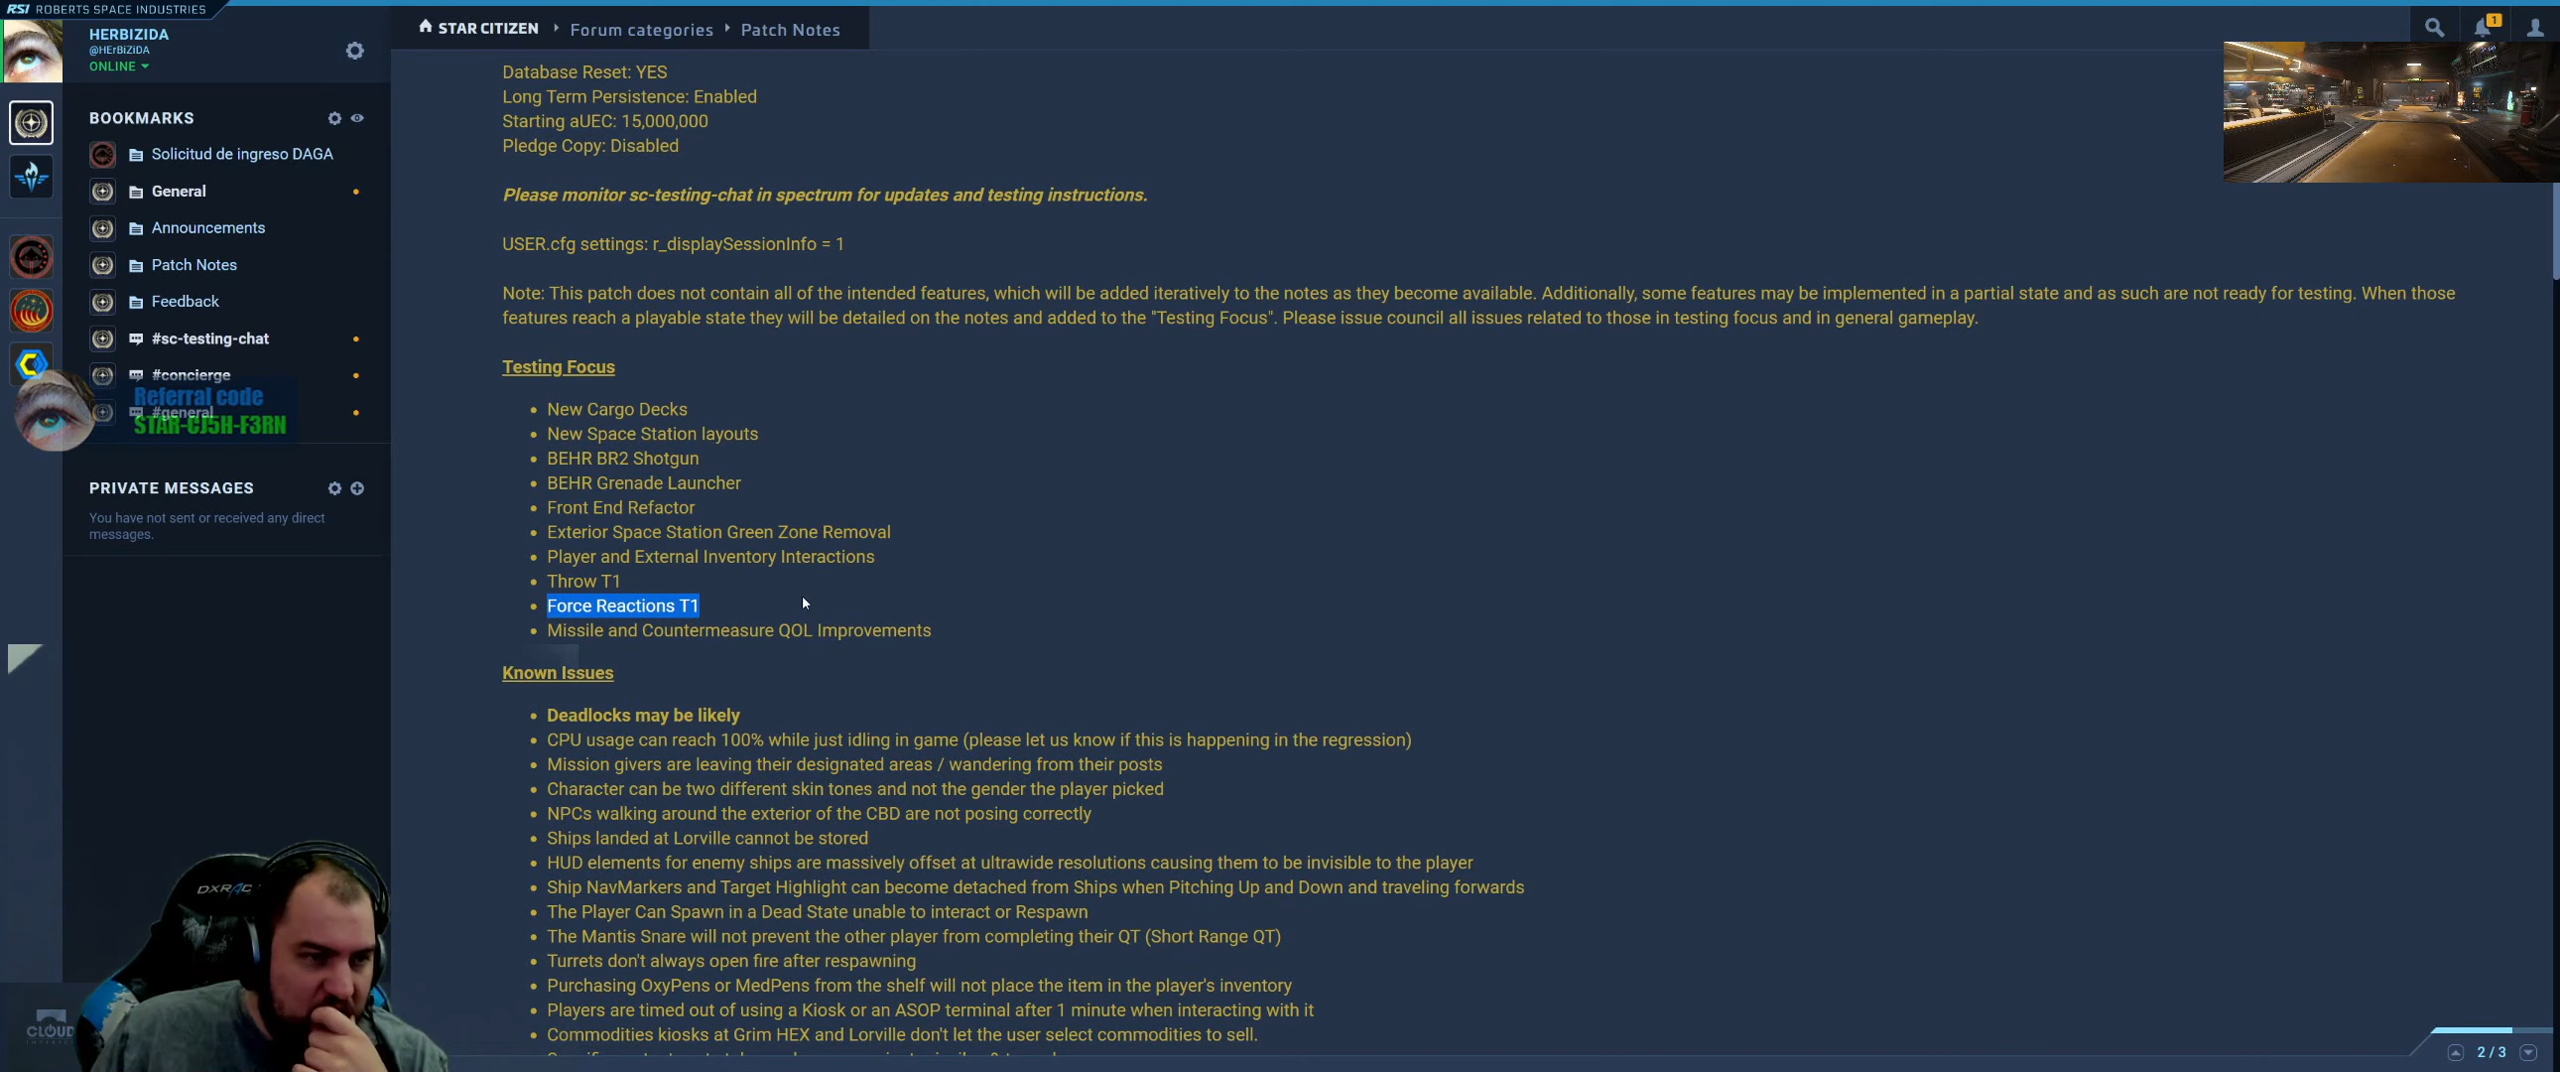 RSI ROBERTS SPACE INDUSTRIES
HERBIZIDA
@HErBiZiDA
ONLINE
STAR CITIZEN
Forum categories
Patch Notes
1
BOOKMARKS
Solicitud de ingreso DAGA
General
Announcements
Patch Notes
Feedback
#sc-testing-chat
#concierge
Referral code
#general
STAR-CJ5H-F3RN
PRIVATE MESSAGES
You have not sent or received any direct
messages.
Database Reset: YES
Long Term Persistence: Enabled
Starting aUEC: 15,000,000
Pledge Copy: Disabled
Please monitor sc-testing-chat in spectrum for updates and testing instructions.
USER.cfg settings: r_displaySessionInfo = 1
Note: This patch does not contain all of the intended features, which will be added iteratively to the notes as they become available. Additionally, some features may be implemented in a partial state and as such are not ready for testing. When those
features reach a playable state they will be detailed on the notes and added to the "Testing Focus". Please issue council all issues related to those in testing focus and in general gameplay.
Testing Focus
New Cargo Decks
New Space Station layouts
BEHR BR2 Shotgun
BEHR Grenade Launcher
Front End Refactor
Exterior Space Station Green Zone Removal
Player and External Inventory Interactions
Throw T1
Force Reactions T1
Missile and Countermeasure QOL Improvements
Known Issues
Deadlocks may be likely
CPU usage can reach 100% while just idling in game (please let us know if this is happening in the regression)
Mission givers are leaving their designated areas / wandering from their posts
Character can be two different skin tones and not the gender the player picked
NPCs walking around the exterior of the CBD are not posing correctly
Ships landed at Lorville cannot be stored
HUD elements for enemy ships are massively offset at ultrawide resolutions causing them to be invisible to the player
Ship NavMarkers and Target Highlight can become detached from Ships when Pitching Up and Down and traveling forwards
The Player Can Spawn in a Dead State unable to interact or Respawn
The Mantis Snare will not prevent the other player from completing their QT (Short Range QT)
Turrets don't always open fire after respawning
Purchasing OxyPens or MedPens from the shelf will not place the item in the player's inventory
Players are timed out of using a Kiosk or an ASOP terminal after 1 minute when interacting with it
Commodities kiosks at Grim HEX and Lorville don't let the user select commodities to sell.
DXRAC
CLOUD
2 / 3